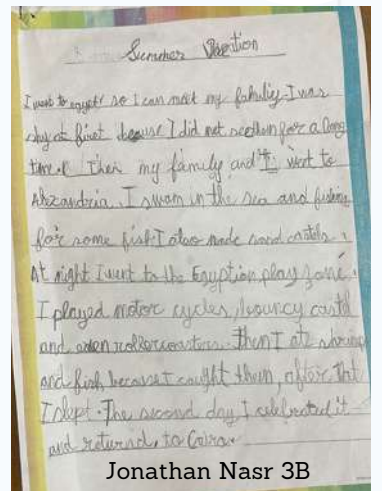 Summer Vacation
I went to egypt so I can meet my fahuliy. I was
shy at first because I did not see them for a long
time. Then my family and I went to
Alexandria. I swam in the sea and fishing
for some fish. I also made sand castels.
At night I went to the Egyption play zone.
I played motor cycles, bouncy castel
and even rollercoasters. Then I ate shrimp
and fish because I caught them, after that
I slept. The second day I celebrated it
and returnd, to Cairo.
Jonathan Nasr 3B